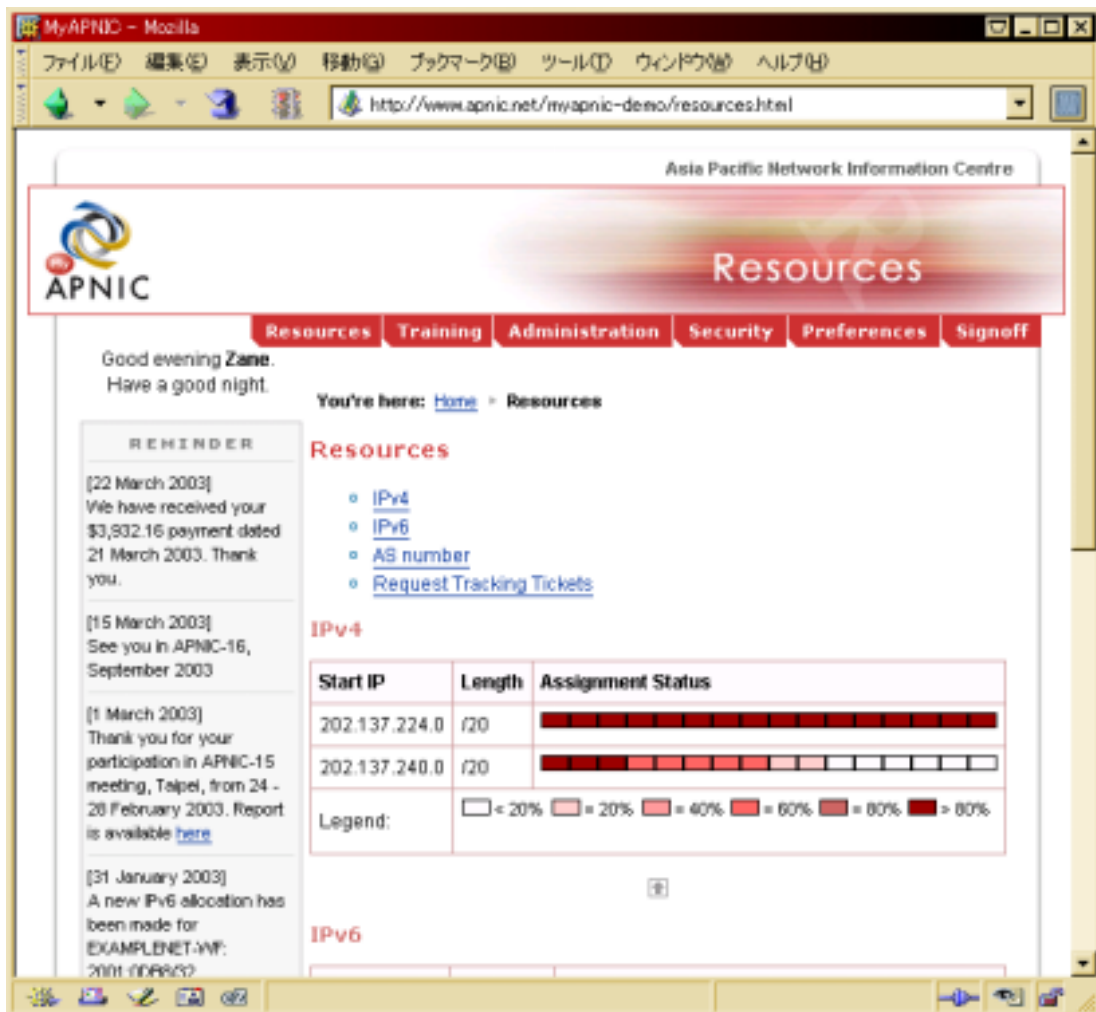 MyAPNIC - Mozilla
ファイル(F) 編集(E) 表示(V) 移動(G) ブックマーク(B) ツール(T) ウィンドウ(W) ヘルプ(H)
http://www.apnic.net/myapnic-demo/resources.html
Asia Pacific Network Information Centre
My
APNIC
Resources
Resources Training Administration Security Preferences Signoff
Good evening Zane.
Have a good night.
REMINDER
[22 March 2003]
We have received your
$3,932.16 payment dated
21 March 2003. Thank
you.
[15 March 2003]
See you in APNIC-16,
September 2003
[1 March 2003]
Thank you for your
participation in APNIC-15
meeting, Taipei, from 24 -
28 February 2003. Report
is available here
[31 January 2003]
A new IPv6 allocation has
been made for
EXAMPLENET-WF:
2001:0DB8/32
You're here: Home Resources
Resources
IPv4
IPv6
AS number
Request Tracking Tickets
IPv4
Start IP Length Assignment Status
202.137.224.0 /20
202.137.240.0 /20
Legend: < 20% = 20% = 40% = 60% = 80% > 80%
IPv6